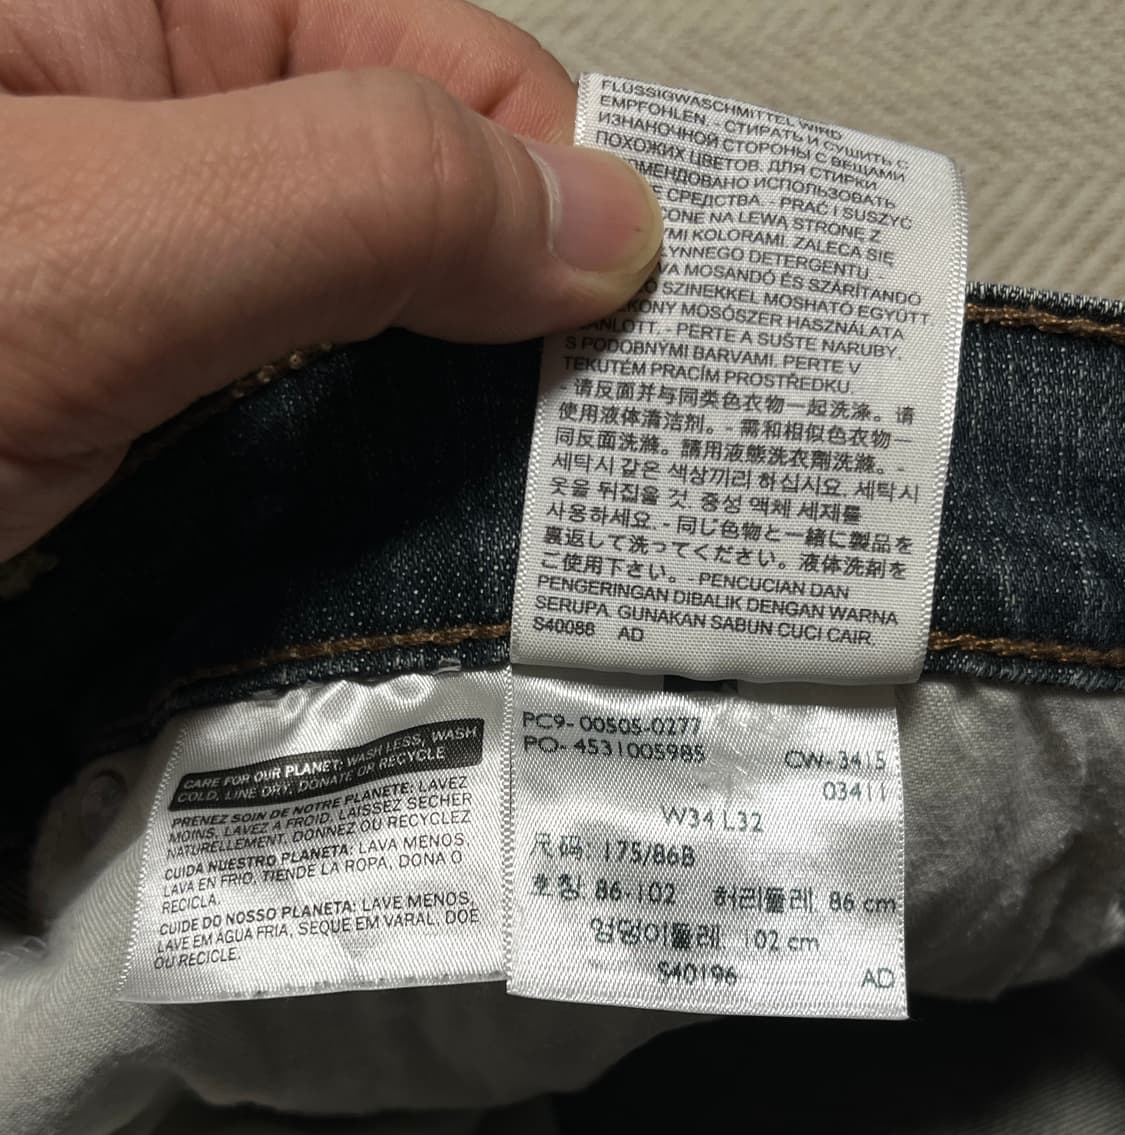 FLÜSSIGWASCHMITTEL WIRD
EMPFOHLEN. - СТИРАТЬ И СУШИТЬ С
ИЗНАНОЧНОЙ СТОРОНЫ С ВЕЩАМИ
ПОХОЖИХ ЦВЕТОВ. ДЛЯ СТИРКИ
ИСПОЛЬЗОВАТЬ
СРЕДСТВА. - PRAĆ I SUSZYĆ
NA LEWĄ STRONĘ Z
KOLORAMI. ZALECA SIĘ
DETERGENTU.
MOSANDÓ ÉS SZÁRÍTANDÓ
SZINEKKEL MOSHATÓ EGYÜTT.
MOSÓSZER HASZNÁLATA
- PERTE A SUŠTE NARUBY,
S PODOBNÝMI BARVAMI. PERTE V
TEKUTÉM PRACÍM PROSTŘEDKU.
- 请反面并与同类色衣物一起洗涤。请
使用液体清洁剂。- 需和相似色衣物一
同反面洗滌。請用液態洗衣劑洗滌。-
세탁시 같은 색상끼리 하십시요. 세탁시
옷을 뒤집을 것. 중성 액체 세제를
사용하세요. - 同じ色物と一緒に製品を
裏返して洗ってください。液体洗剤を
ご使用下さい。- PENCUCIAN DAN
PENGERINGAN DIBALIK DENGAN WARNA
SERUPA. GUNAKAN SABUN CUCI CAIR.
S40086 AD
CARE FOR OUR PLANET: WASH LESS, WASH
COLD, LINE DRY, DONATE OR RECYCLE
PRENEZ SOIN DE NOTRE PLANETE: LAVEZ
MOINS, LAVEZ A FROID, LAISSEZ SECHER
NATURELLEMENT, DONNEZ OU RECYCLEZ
CUIDA NUESTRO PLANETA: LAVA MENOS,
LAVA EN FRIO, TIENDE LA ROPA, DONA O
RECICLA.
CUIDE DO NOSSO PLANETA: LAVE MENOS,
LAVE EM AGUA FRIA, SEQUE EM VARAL, DOE
OU RECICLE.
PC9- 00505-0277
PO- 4531005985
CW- 3415
03411
W34 L32
尺码: 175/86B
호칭: 86-102 허리둘레: 86 cm
엉덩이둘레: 102 cm
S40196 AD